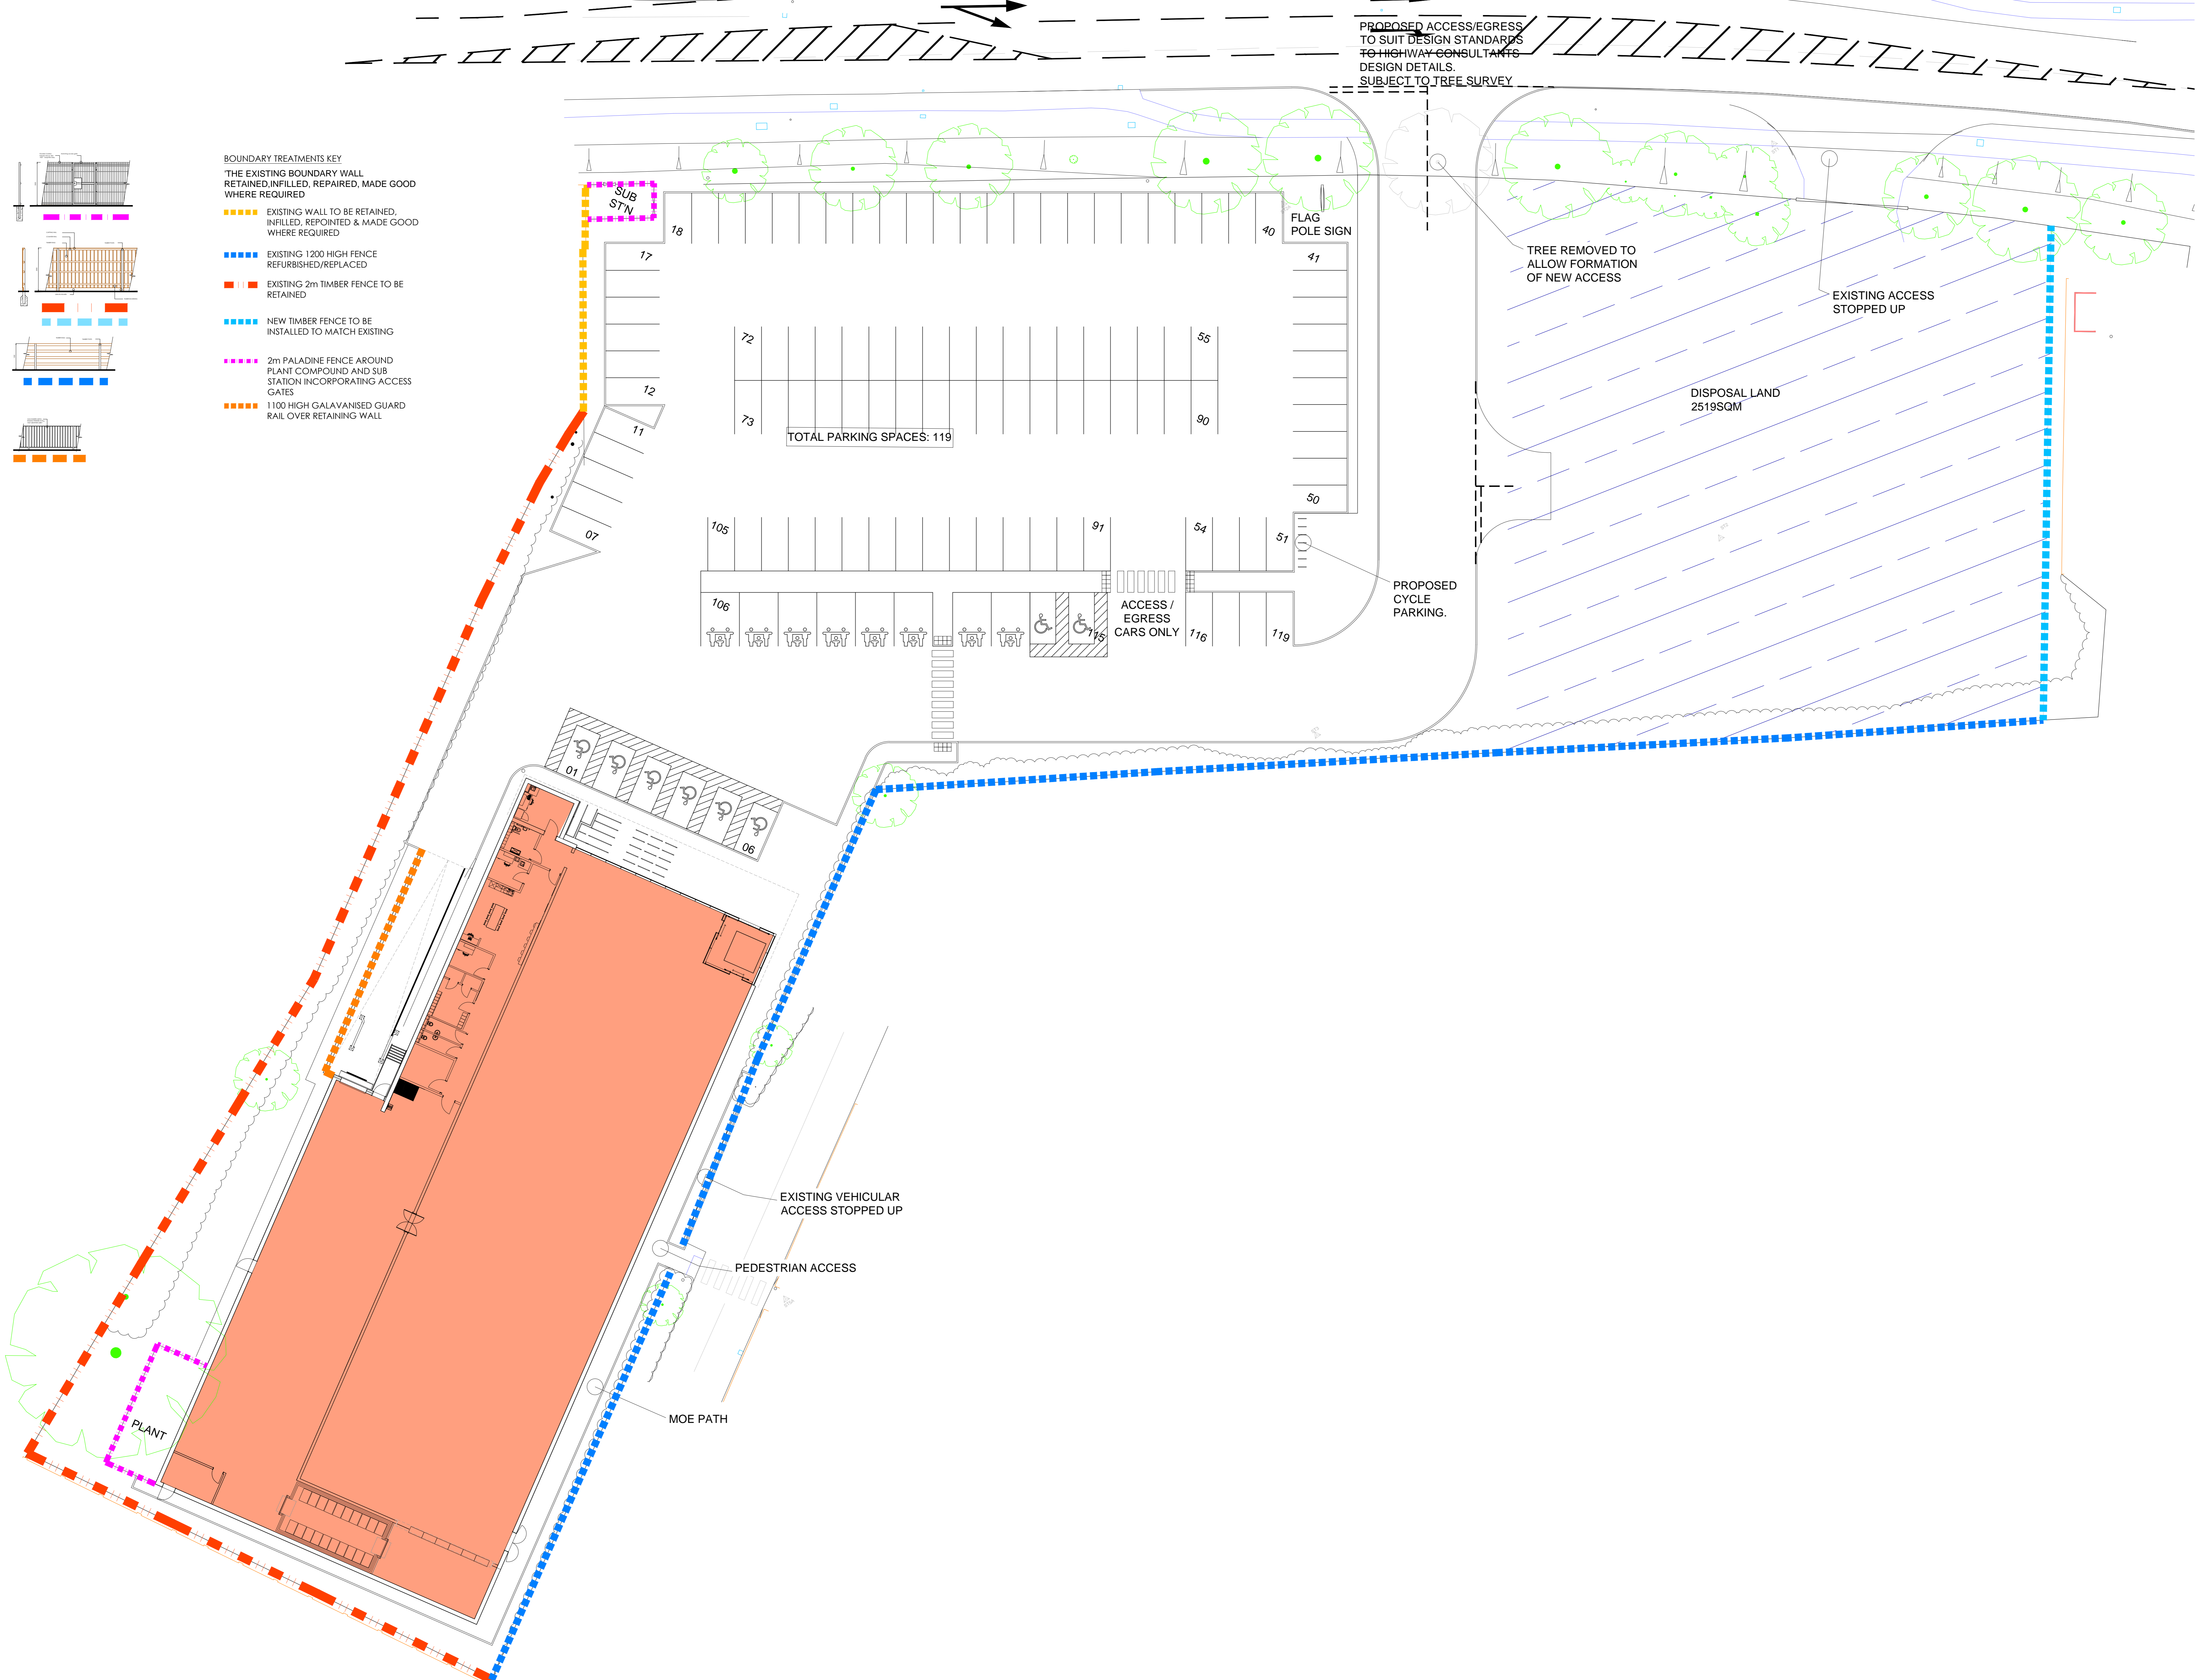 PROPOSED ACCESS/EGRESS
TO SUIT DESIGN STANDARDS
TO HIGHWAY CONSULTANTS
DESIGN DETAILS.
SUBJECT TO TREE SURVEY
BOUNDARY TREATMENTS KEY
'THE EXISTING BOUNDARY WALL
RETAINED,INFILLED, REPAIRED, MADE GOOD
WHERE REQUIRED
EXISTING WALL TO BE RETAINED,
INFILLED, REPOINTED & MADE GOOD
WHERE REQUIRED
EXISTING 1200 HIGH FENCE
REFURBISHED/REPLACED
EXISTING 2m TIMBER FENCE TO BE
RETAINED
NEW TIMBER FENCE TO BE
INSTALLED TO MATCH EXISTING
2m PALADINE FENCE AROUND
PLANT COMPOUND AND SUB
STATION INCORPORATING ACCESS
GATES
1100 HIGH GALAVANISED GUARD
RAIL OVER RETAINING WALL
SUB
ST'N
18
40
FLAG
POLE SIGN
17
41
TREE REMOVED TO
ALLOW FORMATION
OF NEW ACCESS
EXISTING ACCESS
STOPPED UP
72
55
12
73
90
DISPOSAL LAND
2519SQM
11
TOTAL PARKING SPACES: 119
50
07
105
91
54
51
PROPOSED
CYCLE
PARKING.
106
115
ACCESS /
EGRESS
CARS ONLY
116
119
01
06
EXISTING VEHICULAR
ACCESS STOPPED UP
PEDESTRIAN ACCESS
MOE PATH
PLANT